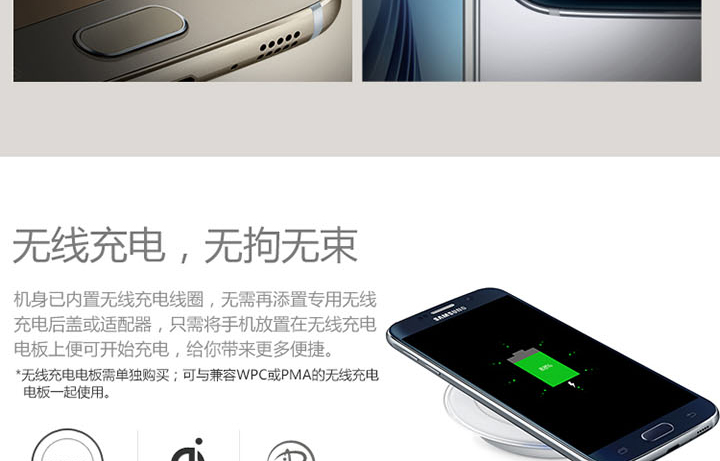 无线充电，无拘无束
机身已内置无线充电线圈，无需再添置专用无线
充电后盖或适配器，只需将手机放置在无线充电
电板上便可开始充电，给你带来更多便捷。
*无线充电电板需单独购买；可与兼容WPC或PMA的无线充电
电板一起使用。
SAMSUNG